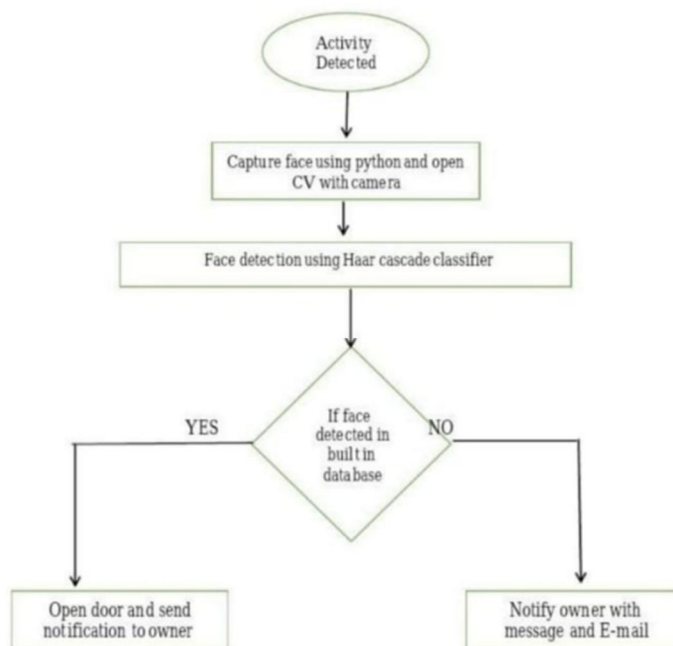 Activity
Detected
Capture face using python and open
CV with camera
Face detection using Haar cascade classifier
If face
detected in
built in
database
YES
NO
Open door and send
notification to owner
Notify owner with
message and E-mail